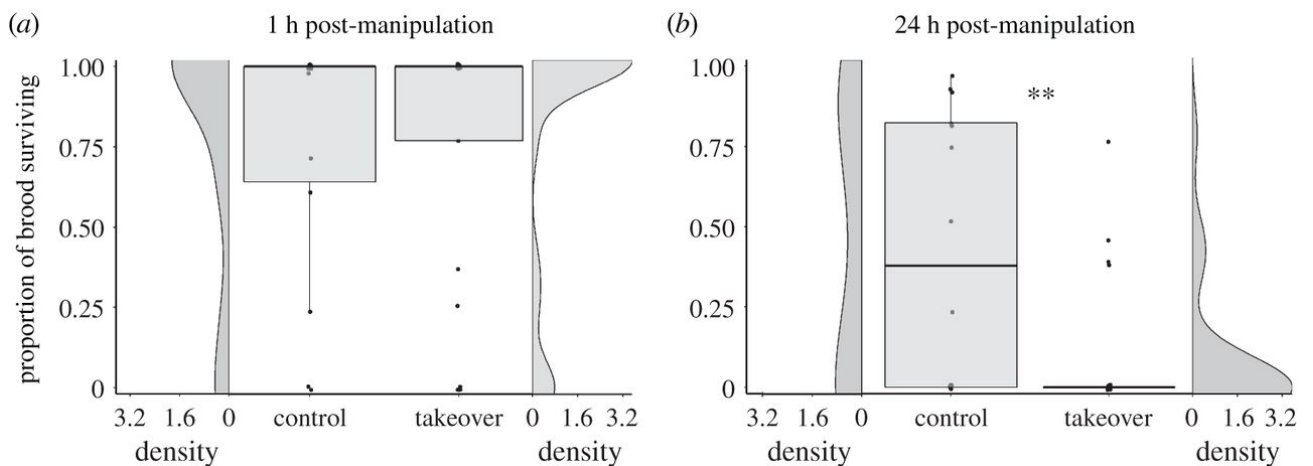 (a) 1 h post-manipulation
proportion of brood surviving
1.00
0.75
0.50
0.25
0
3.2 1.6 0 control takeover 0 1.6 3.2
density density
(b) 24 h post-manipulation
**
1.00
0.75
0.50
0.25
0
3.2 1.6 0 control takeover 0 1.6 3.2
density density